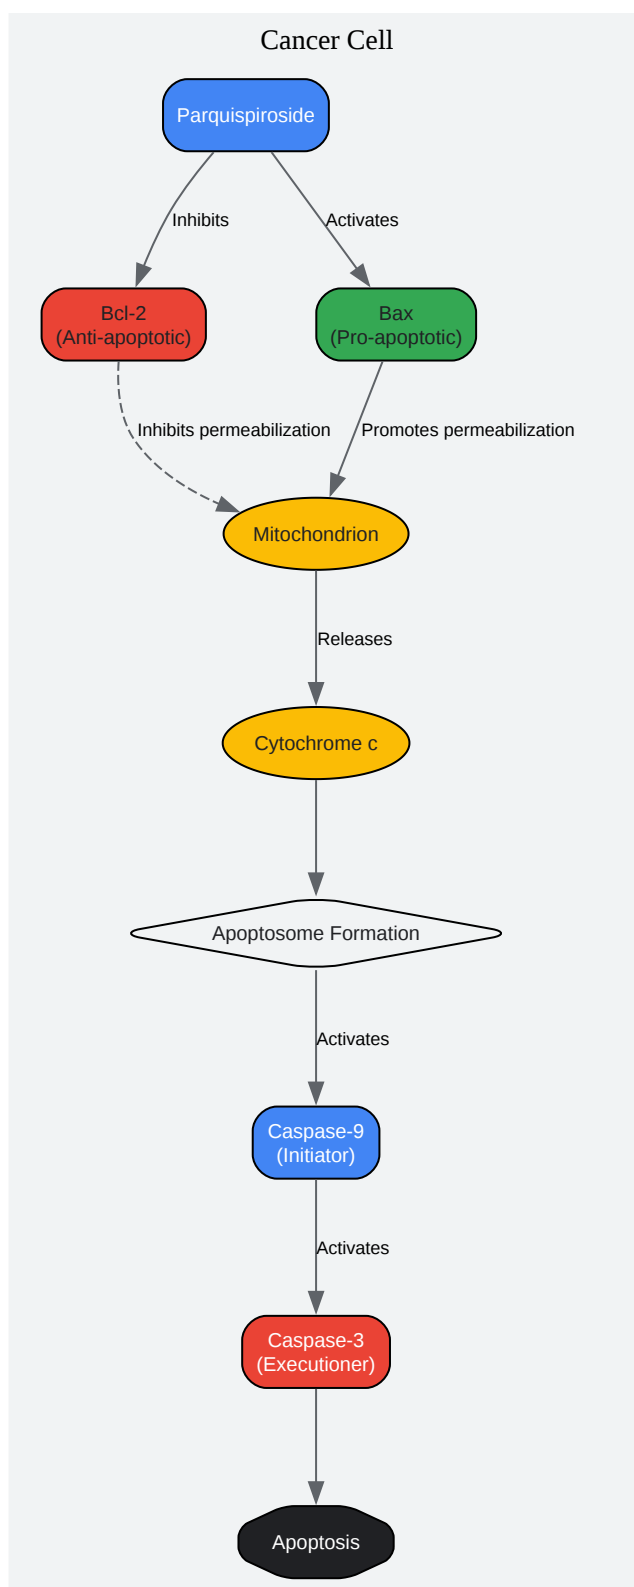 Cancer Cell
Parquispiroside
Inhibits
Activates
Bcl-2
(Anti-apoptotic)
Bax
(Pro-apoptotic)
Inhibits permeabilization
Promotes permeabilization
Mitochondrion
Releases
Cytochrome c
Apoptosome Formation
Activates
Caspase-9
(Initiator)
Activates
Caspase-3
(Executioner)
Apoptosis